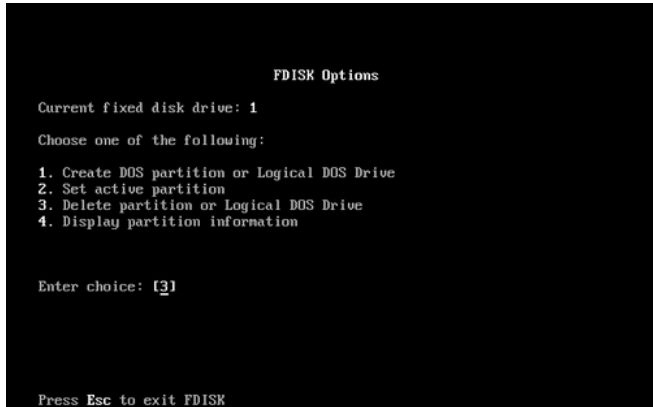 FDISK Options
Current fixed disk drive: 1
Choose one of the following:
1. Create DOS partition or Logical DOS Drive
2. Set active partition
3. Delete partition or Logical DOS Drive
4. Display partition information
Enter choice: [3]
Press Esc to exit FDISK